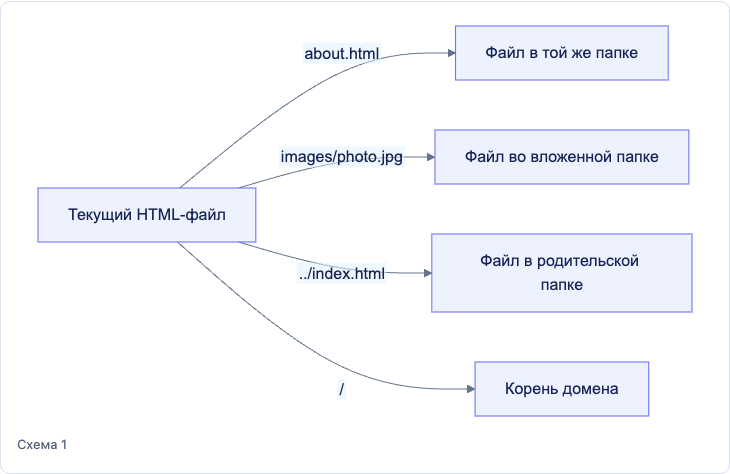 about.html
Файл в той же папке
images/photo.jpg
Файл во вложенной папке
Текущий HTML-файл
../index.html
Файл в родительской
папке
/
Корень домена
Схема 1